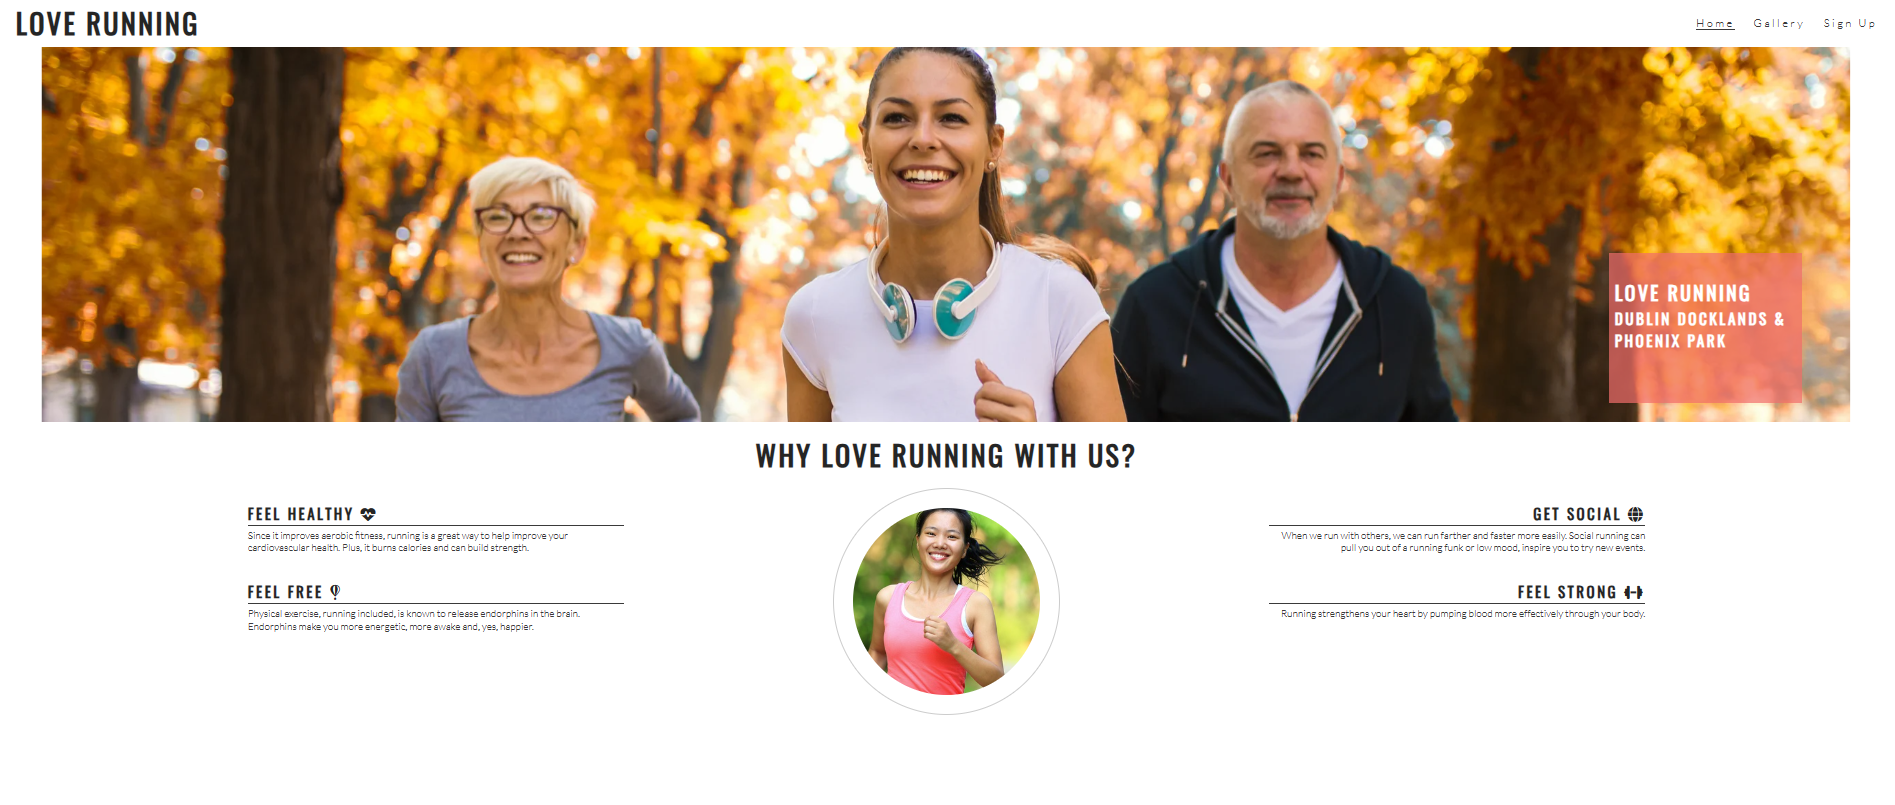 LOVE RUNNING
Home Gallery Sign Up
LOVE RUNNING
DUBLIN DOCKLANDS &
PHOENIX PARK
WHY LOVE RUNNING WITH US?
FEEL HEALTHY
Since it improves aerobic fitness, running is a great way to help improve your
cardiovascular health. Plus, it burns calories and can build strength.
FEEL FREE
Physical exercise, running included, is known to release endorphins in the brain.
Endorphins make you more energetic, more awake and, yes, happier.
GET SOCIAL
When we run with others, we can run farther and faster more easily. Social running can
pull you out of a running funk or low mood, inspire you to try new events.
FEEL STRONG
Running strengthens your heart by pumping blood more effectively through your body.